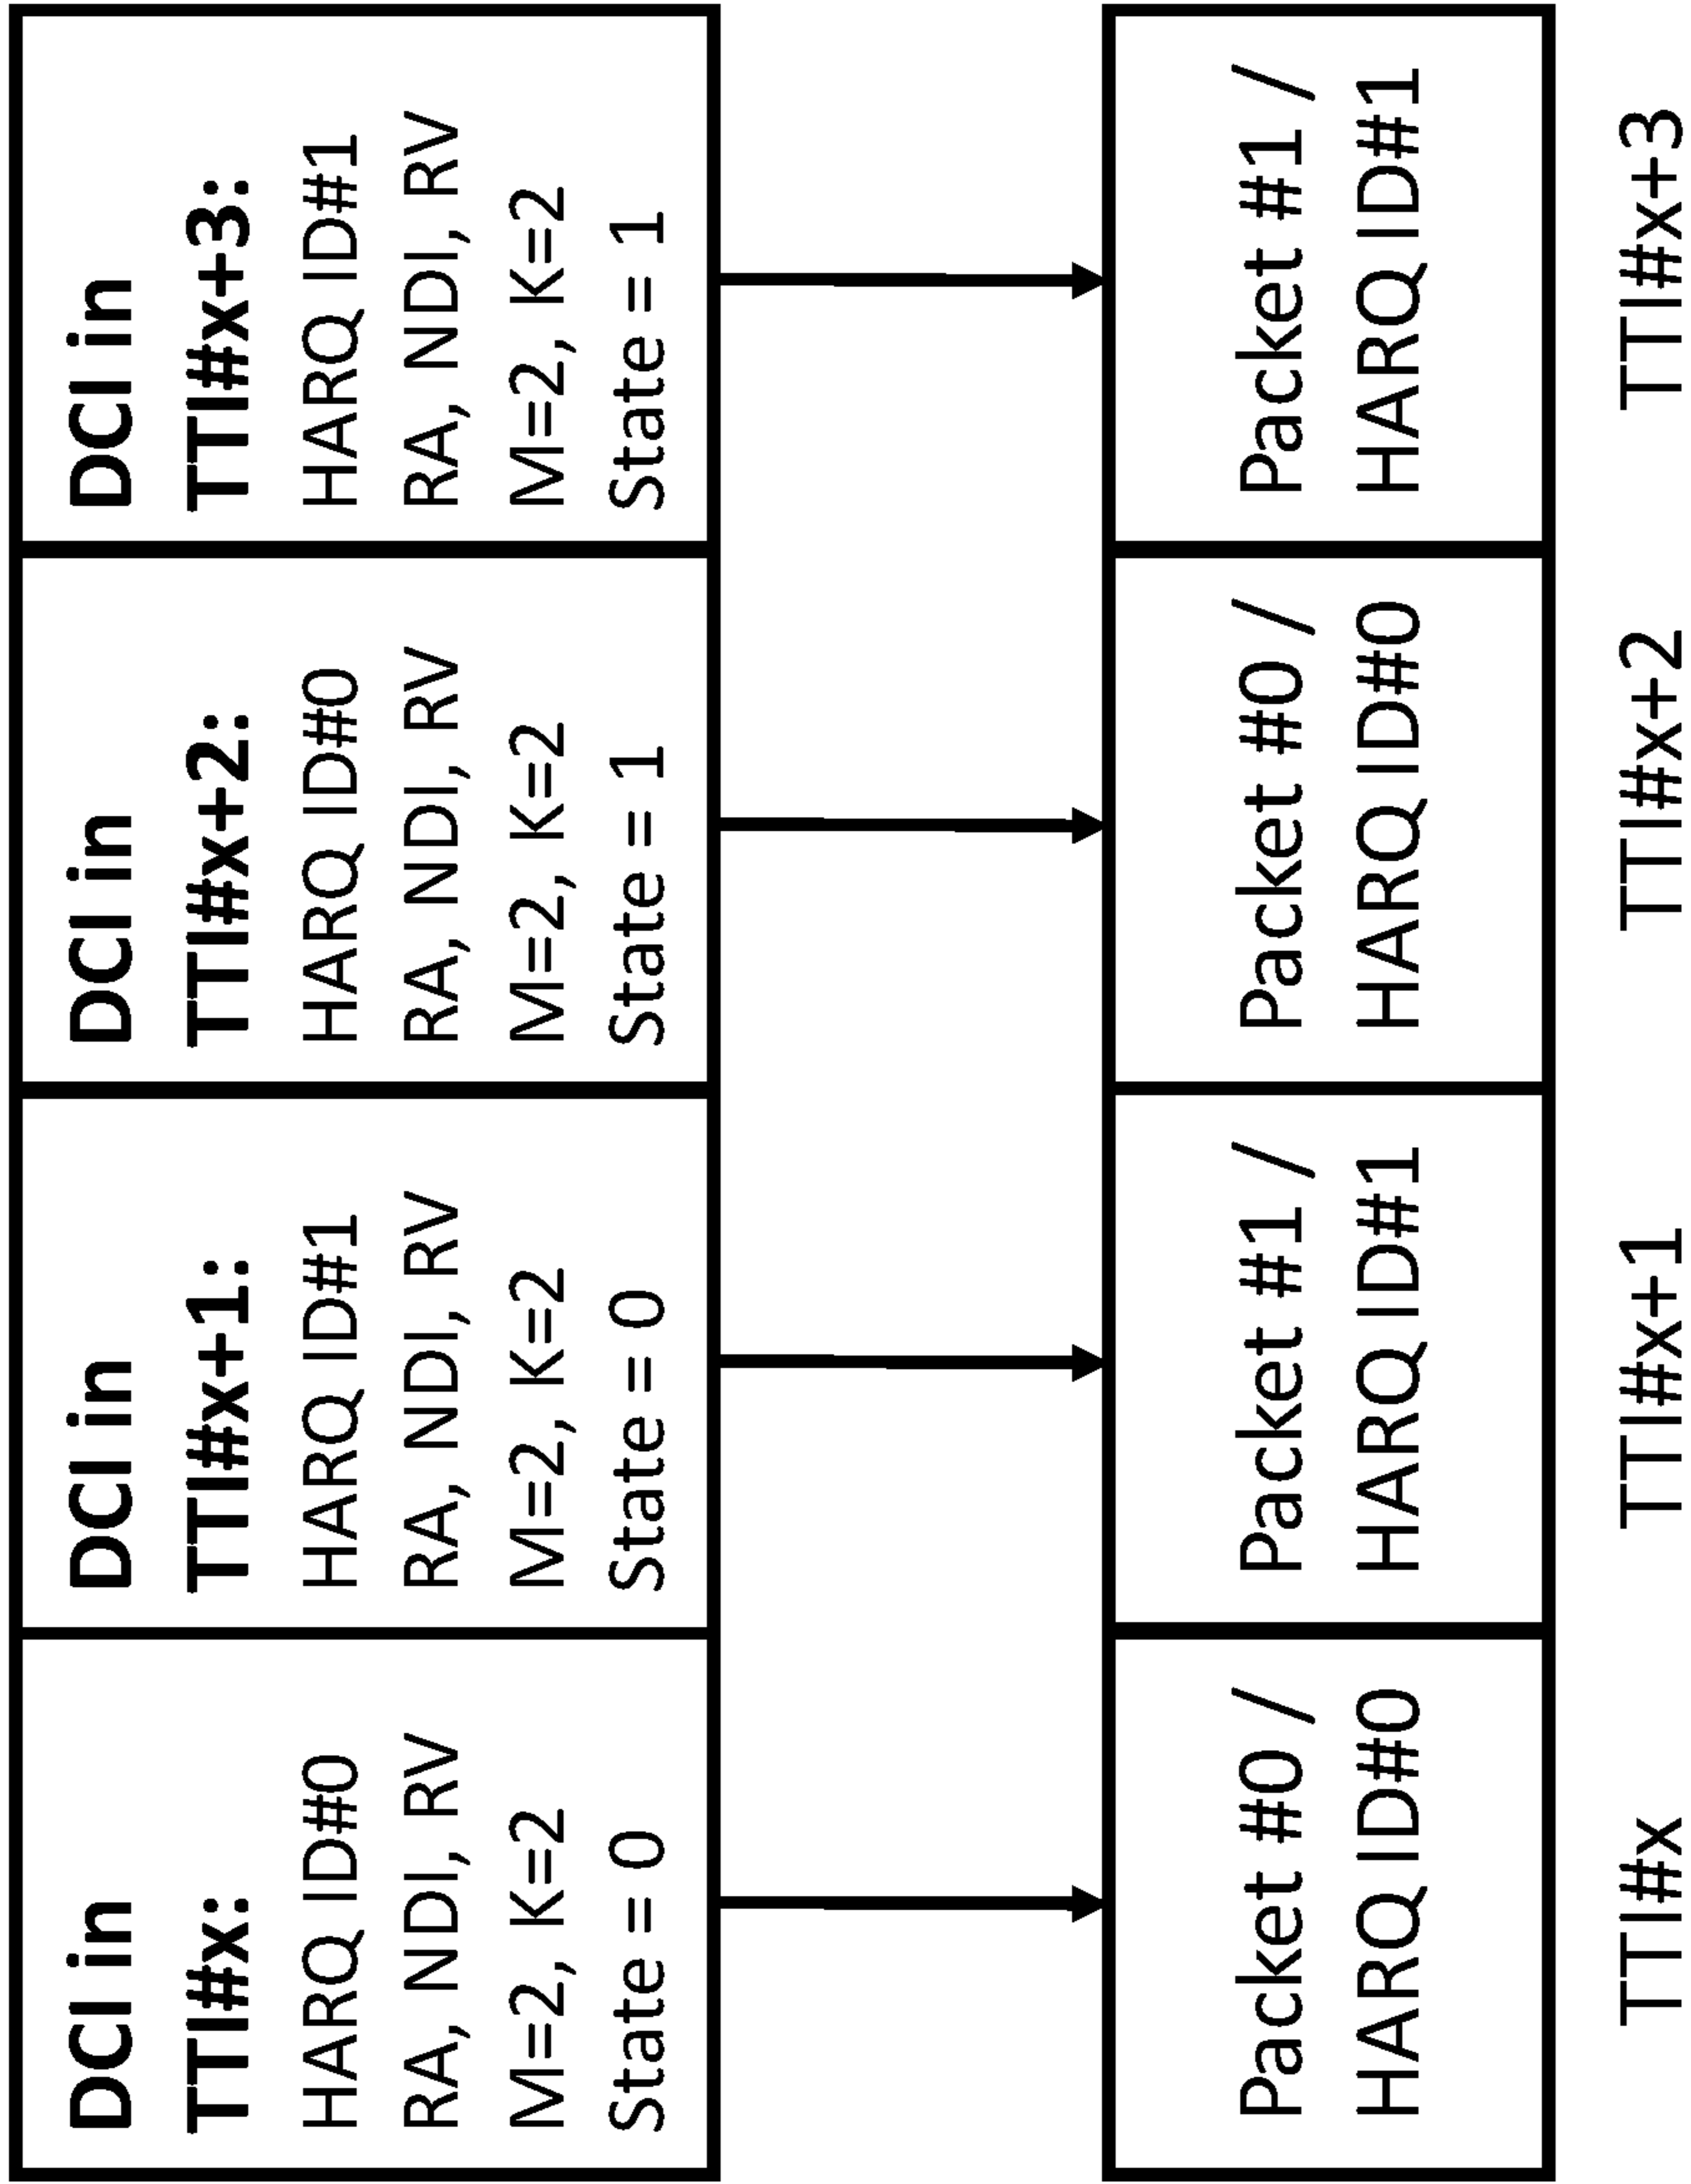 DCI in
TTI#x:
HARQ ID#0
RA, NDI, RV
M=2, K=2
State = 0
DCI in
TTI#x+1:
HARQ ID#1
RA, NDI, RV
M=2, K=2
State = 0
DCI in
TTI#x+2:
HARQ ID#0
RA, NDI, RV
M=2, K=2
State = 1
DCI in
TTI#x+3:
HARQ ID#1
RA, NDI, RV
M=2, K=2
State = 1
Packet #0 /
HARQ ID#0
Packet #1 /
HARQ ID#1
Packet #0 /
HARQ ID#0
Packet #1 /
HARQ ID#1
TTI#x
TTI#x+1
TTI#x+2
TTI#x+3